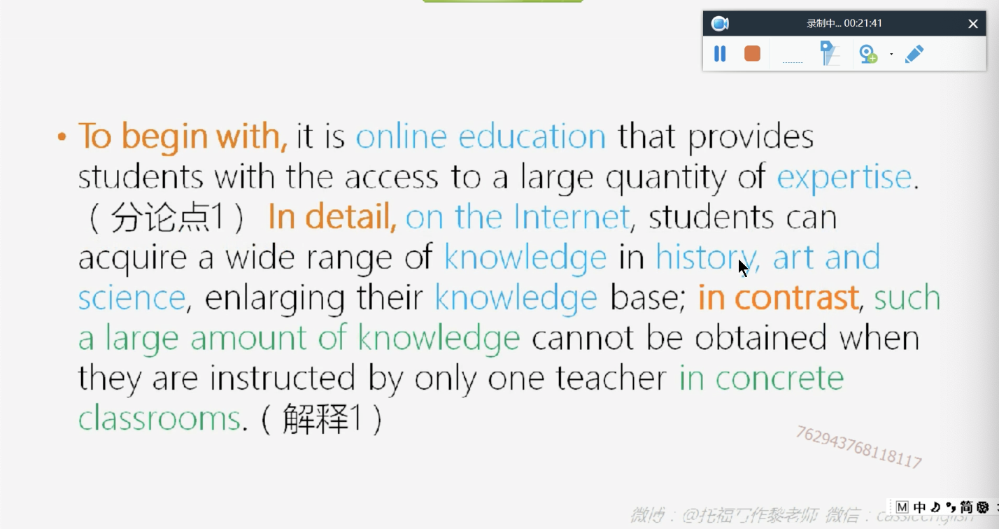 录制中... 00:21:41
• To begin with, it is online education that provides
students with the access to a large quantity of expertise.
（分论点1） In detail, on the Internet, students can
acquire a wide range of knowledge in history, art and
science, enlarging their knowledge base; in contrast, such
a large amount of knowledge cannot be obtained when
they are instructed by only one teacher in concrete
classrooms.（解释1）
762943768118117
微博：@托福写作黎老师 微信：
M 中 简